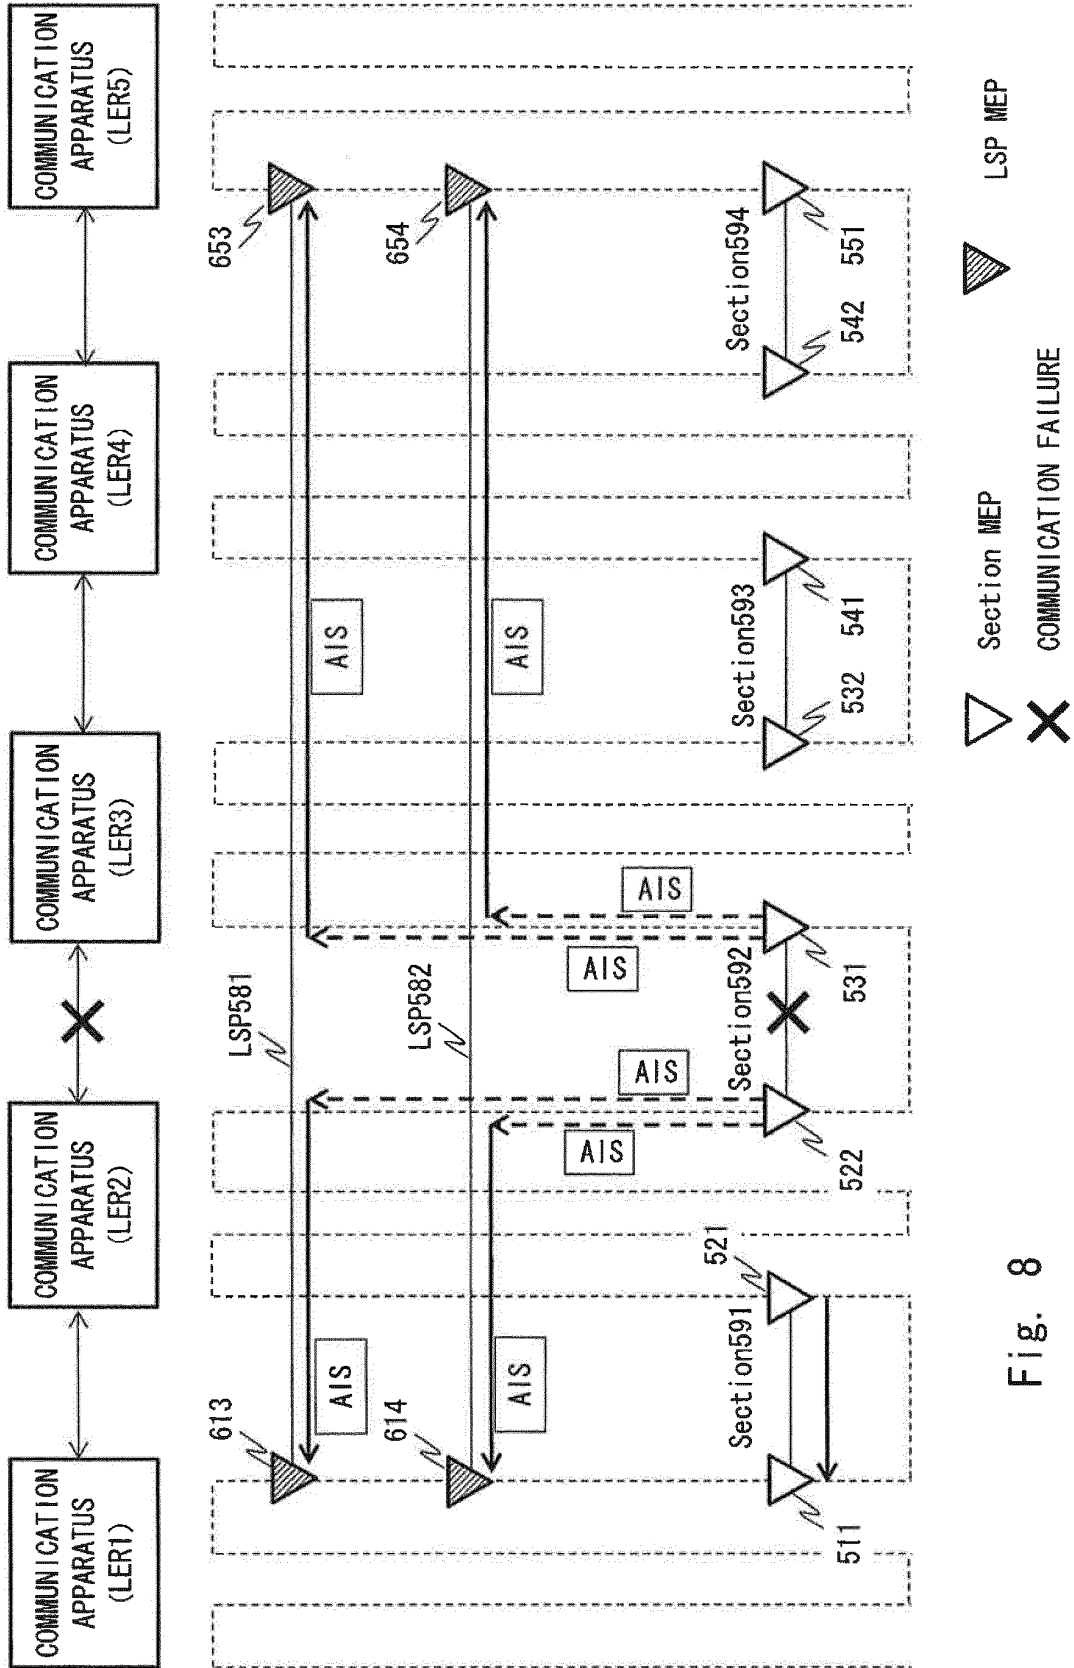 COMMUNICATION
APPARATUS
(LER1)
COMMUNICATION
APPARATUS
(LER2)
COMMUNICATION
APPARATUS
(LER3)
COMMUNICATION
APPARATUS
(LER4)
COMMUNICATION
APPARATUS
(LER5)
613
LSP581
653
AIS
AIS
614
LSP582
654
AIS
AIS
AIS
AIS
AIS
AIS
Section591
521
Section592
Section593
Section594
511
522
531
532
541
542
551
Section MEP
LSP MEP
COMMUNICATION FAILURE
Fig. 8